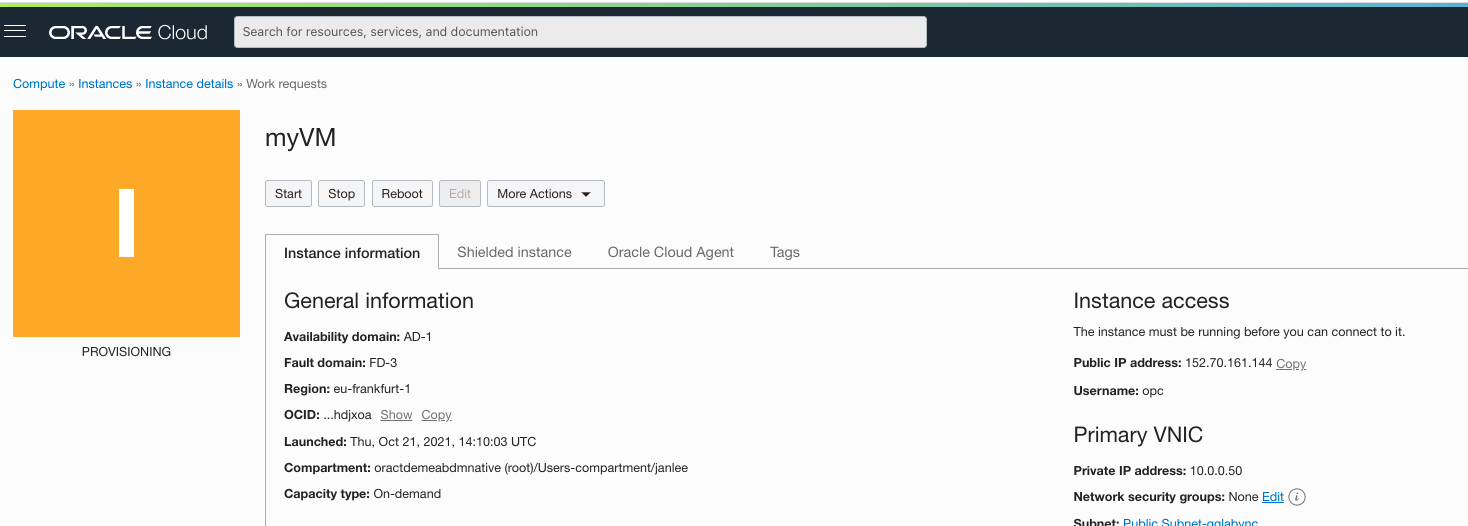 ORACLE Cloud
Search for resources, services, and documentation
Compute » Instances » Instance details » Work requests
I
PROVISIONING
myVM
Start
Stop
Reboot
Edit
More Actions
Instance information
Shielded instance
Oracle Cloud Agent
Tags
General information
Availability domain: AD-1
Fault domain: FD-3
Region: eu-frankfurt-1
OCID: ...hdjxoa Show Copy
Launched: Thu, Oct 21, 2021, 14:10:03 UTC
Compartment: oractdemeabdmnative (root)/Users-compartment/janlee
Capacity type: On-demand
Instance access
The instance must be running before you can connect to it.
Public IP address: 152.70.161.144 Copy
Username: opc
Primary VNIC
Private IP address: 10.0.0.50
Network security groups: None Edit i
Subnet: Public Subnet-gglabvnc